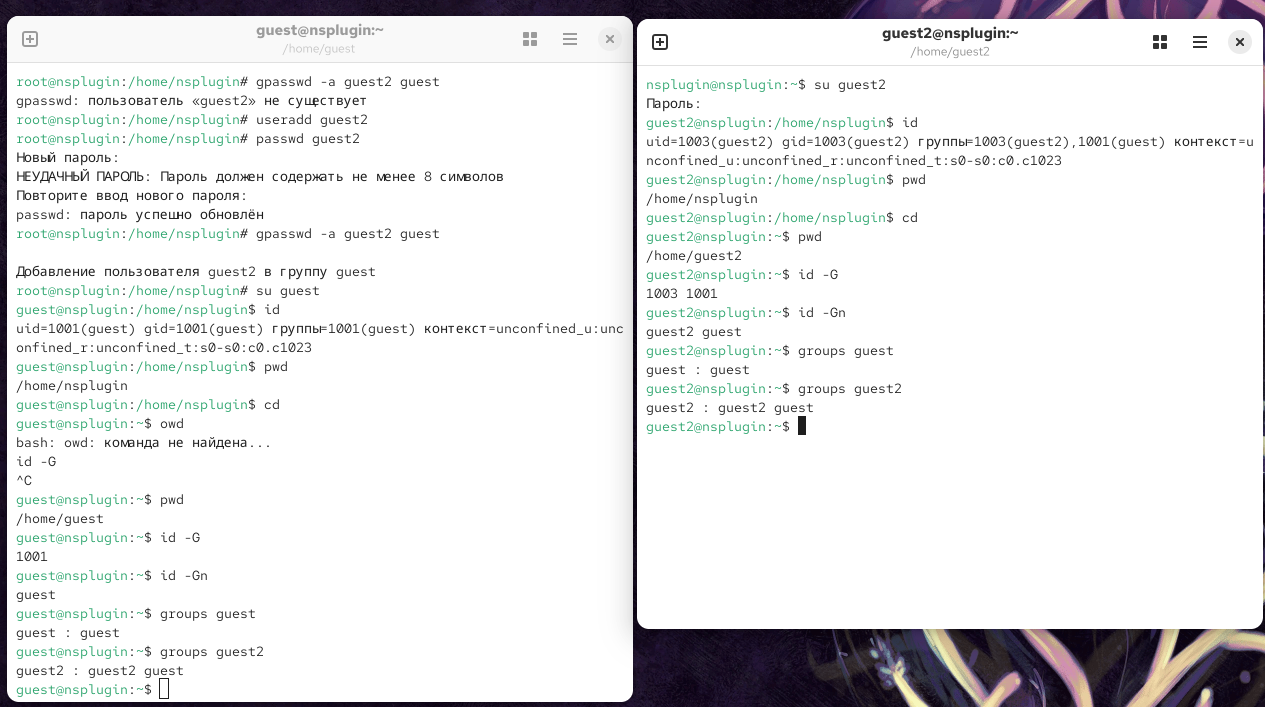 guest@nsplugin:~
/home/guest
root@nsplugin:/home/nsplugin# gpasswd -a guest2 guest
gpasswd: пользователь «guest2» не существует
root@nsplugin:/home/nsplugin# useradd guest2
root@nsplugin:/home/nsplugin# passwd guest2
Новый пароль:
НЕУДАЧНЫЙ ПАРОЛЬ: Пароль должен содержать не менее 8 символов
Повторите ввод нового пароля:
passwd: пароль успешно обновлён
root@nsplugin:/home/nsplugin# gpasswd -a guest2 guest
Добавление пользователя guest2 в группу guest
root@nsplugin:/home/nsplugin# su guest
guest@nsplugin:/home/nsplugin$ id
uid=1001(guest) gid=1001(guest) группы=1001(guest) контекст=unconfined_u:unc
onfined_r:unconfined_t:s0-s0:c0.c1023
guest@nsplugin:/home/nsplugin$ pwd
/home/nsplugin
guest@nsplugin:/home/nsplugin$ cd
guest@nsplugin:~$ owd
bash: owd: команда не найдена...
id -G
^C
guest@nsplugin:~$ pwd
/home/guest
guest@nsplugin:~$ id -G
1001
guest@nsplugin:~$ id -Gn
guest
guest@nsplugin:~$ groups guest
guest : guest
guest@nsplugin:~$ groups guest2
guest2 : guest2 guest
guest@nsplugin:~$
guest2@nsplugin:~
/home/guest2
nsplugin@nsplugin:~$ su guest2
Пароль:
guest2@nsplugin:/home/nsplugin$ id
uid=1003(guest2) gid=1003(guest2) группы=1003(guest2),1001(guest) контекст=u
nconfined_u:unconfined_r:unconfined_t:s0-s0:c0.c1023
guest2@nsplugin:/home/nsplugin$ pwd
/home/nsplugin
guest2@nsplugin:/home/nsplugin$ cd
guest2@nsplugin:~$ pwd
/home/guest2
guest2@nsplugin:~$ id -G
1003 1001
guest2@nsplugin:~$ id -Gn
guest2 guest
guest2@nsplugin:~$ groups guest
guest : guest
guest2@nsplugin:~$ groups guest2
guest2 : guest2 guest
guest2@nsplugin:~$